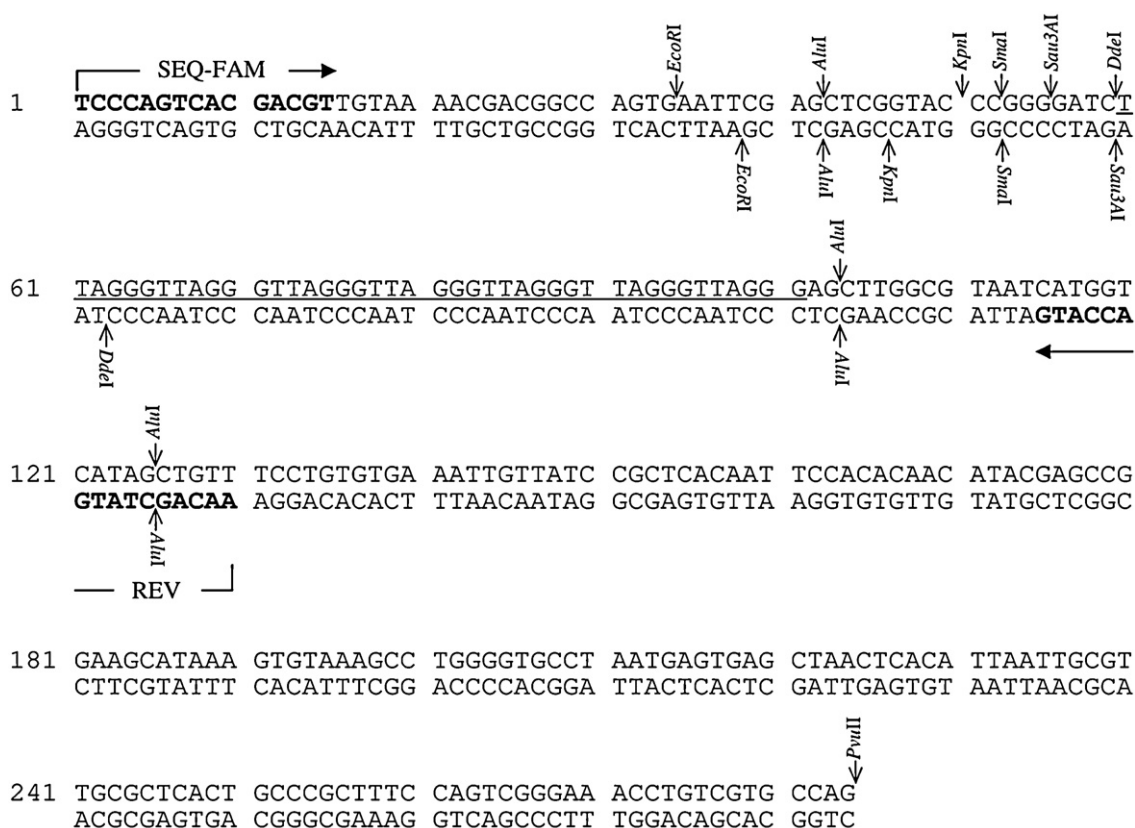 SEQ-FAM
EcoRI AluI KpnI SmaI Sau3AI DdeI
1 TCCCAGTCAC GACGTTGTAA AACGACGGCC AGTGAATTCG AGCTCGGTAC CCGGGGATCT
AGGGTCAGTG CTGCAACATT TTGCTGCCGG TCACTTAAGC TCGAGCCATG GGCCCCTAGA
EcoRI AluI KpnI SmaI Sau3AI
AluI
61 TAGGGTTAGG GTTAGGGTTA GGGTTAGGGT TAGGGTTAGG GAGCTTGGCG TAATCATGGT
ATCCCAATCC CAATCCCAAT CCCAATCCCA ATCCCAATCC CTCGAACCGC ATTAGTACCA
DdeI AluI
AluI
121 CATAGCTGTT TCCTGTGTGA AATTGTTATC CGCTCACAAT TCCACACAAC ATACGAGCCG
GTATCGACAA AGGACACACT TTAACAATAG GCGAGTGTTA AGGTGTGTTG TATGCTCGGC
AluI
REV
181 GAAGCATAAA GTGTAAAGCC TGGGGTGCCT AATGAGTGAG CTAACTCACA TTAATTGCGT
CTTCGTATTT CACATTTCGG ACCCCACGGA TTACTCACTC GATTGAGTGT AATTAACGCA
PvuII
241 TGCGCTCACT GCCCGCTTTC CAGTCGGGAA ACCTGTCGTG CCAG
ACGCGAGTGA CGGGCGAAAG GTCAGCCCTT TGGACAGCAC GGTC